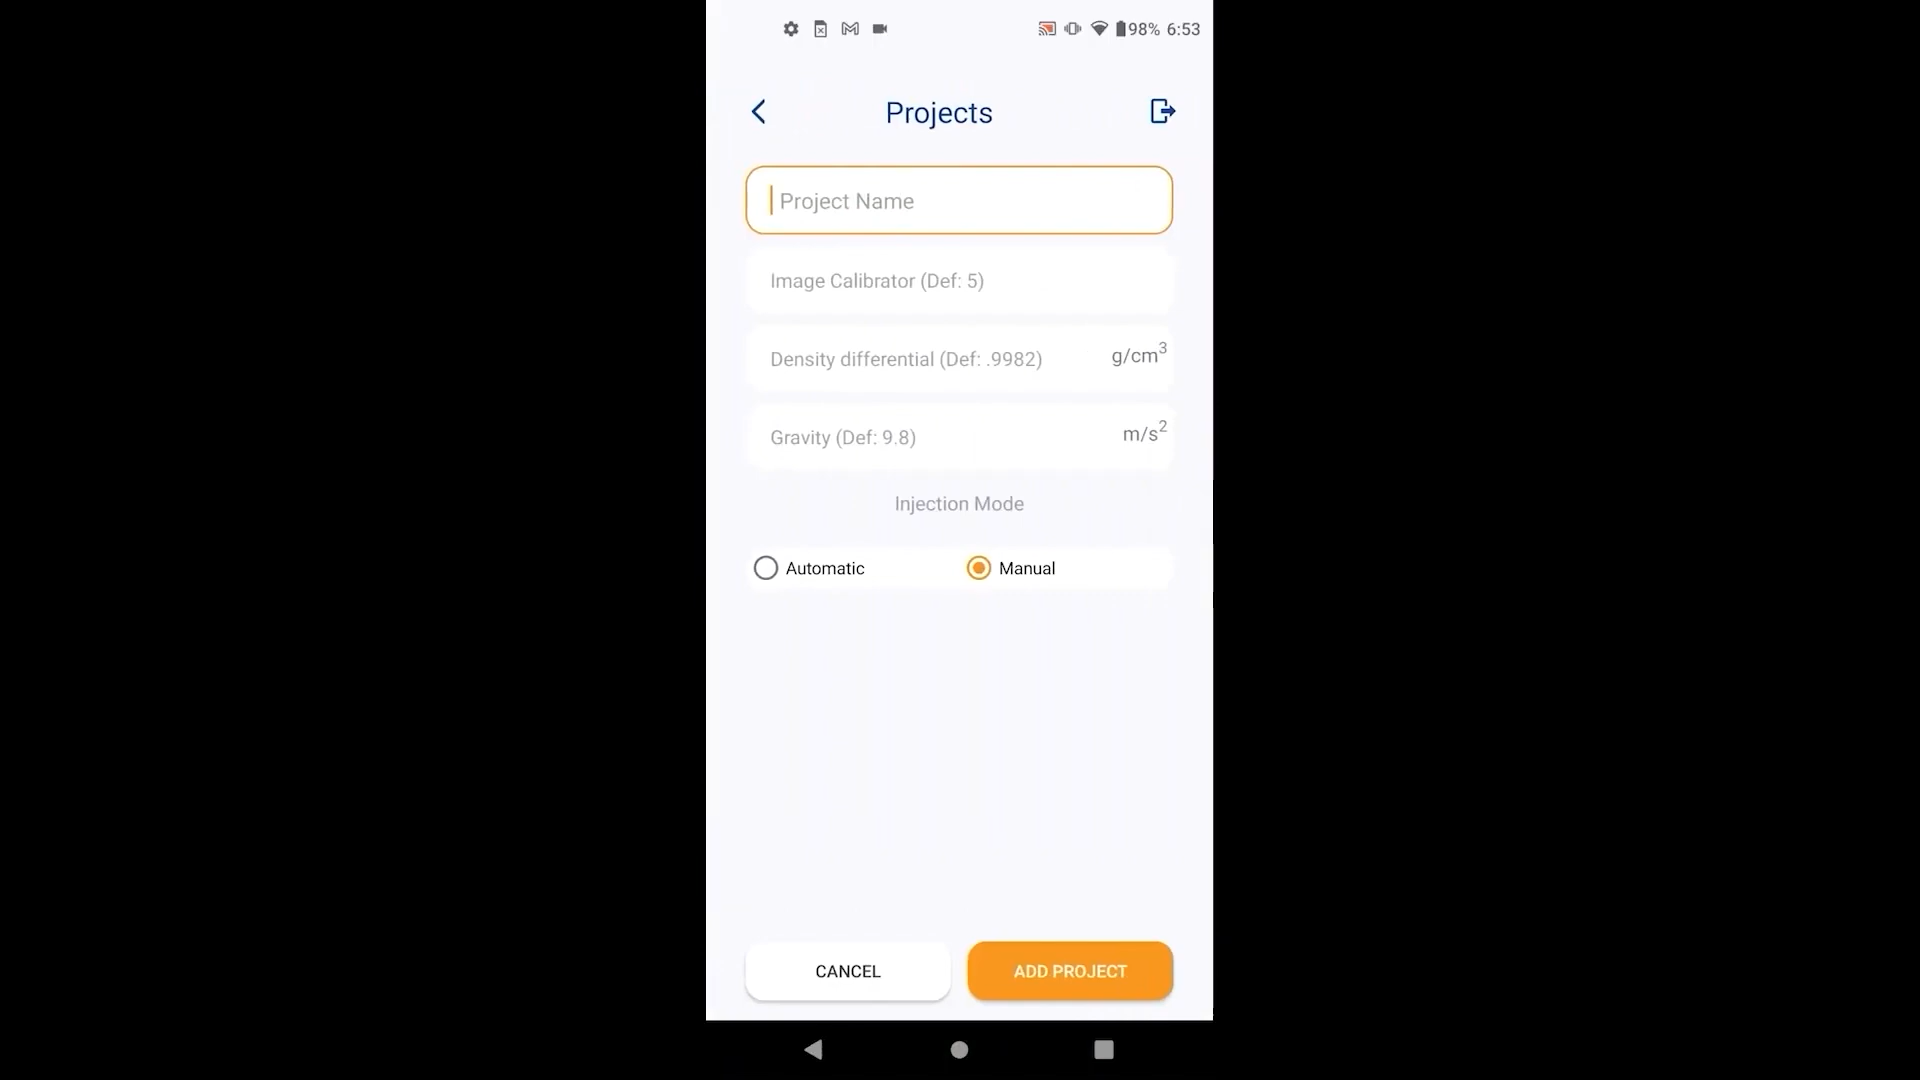 98% 6:53
Projects
Project Name
Image Calibrator (Def: 5)
Density differential (Def: .9982) g/cm³
Gravity (Def: 9.8) m/s²
Injection Mode
Automatic Manual
CANCEL ADD PROJECT